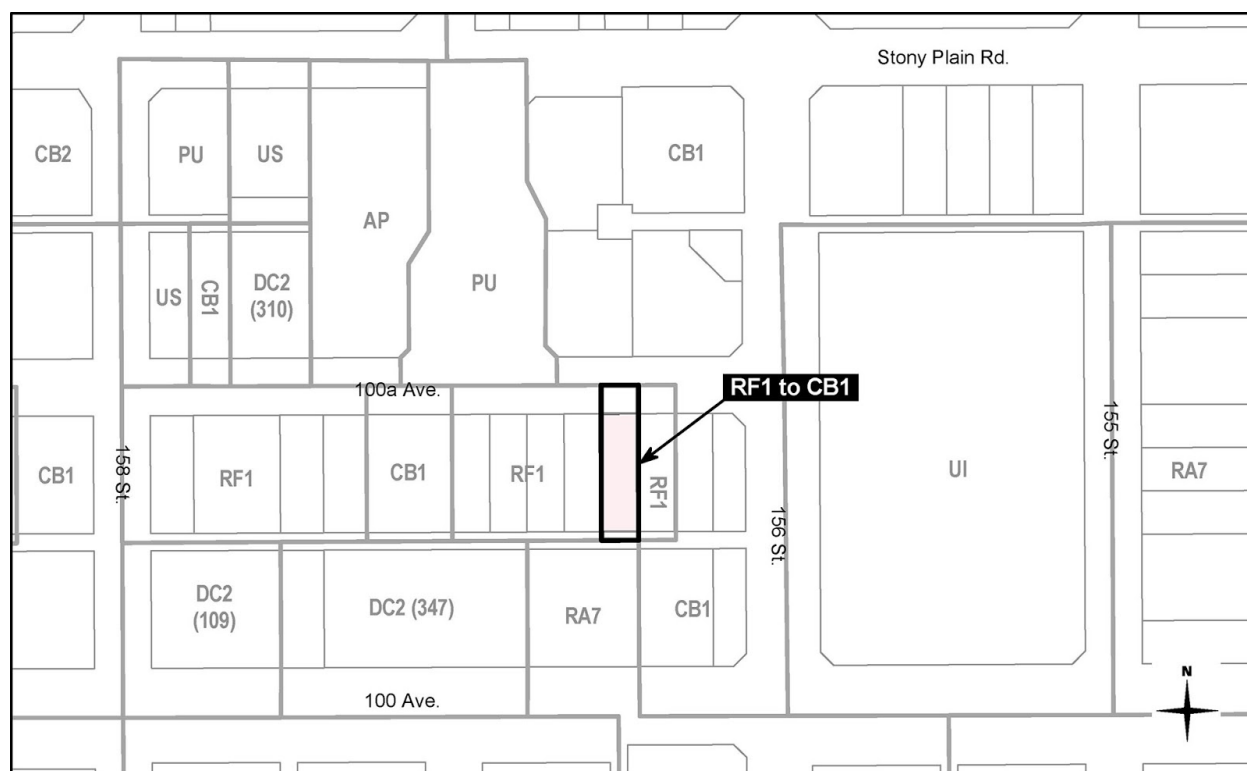 Stony Plain Rd.
CB2
PU
US
CB1
AP
PU
US
CB1
DC2
(310)
100a Ave.
RF1 to CB1
158 St.
155 St.
CB1
RF1
CB1
RF1
RF1
UI
RA7
156 St.
DC2
(109)
DC2 (347)
RA7
CB1
100 Ave.
N